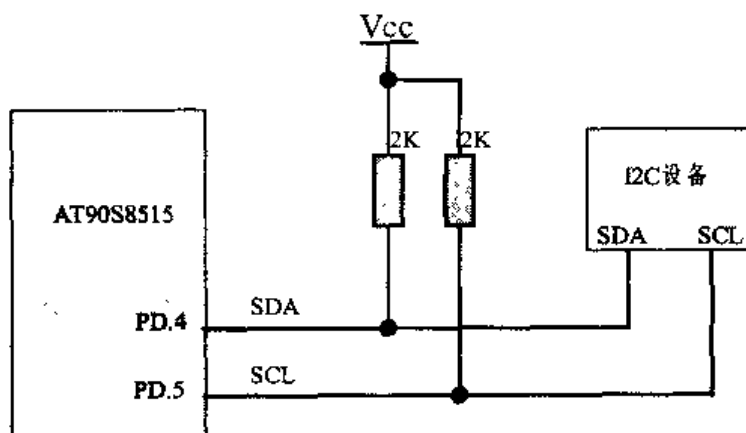 Vcc
2K
2K
AT90S8515
I2C设备
SDA
SCL
PD.4
SDA
PD.5
SCL